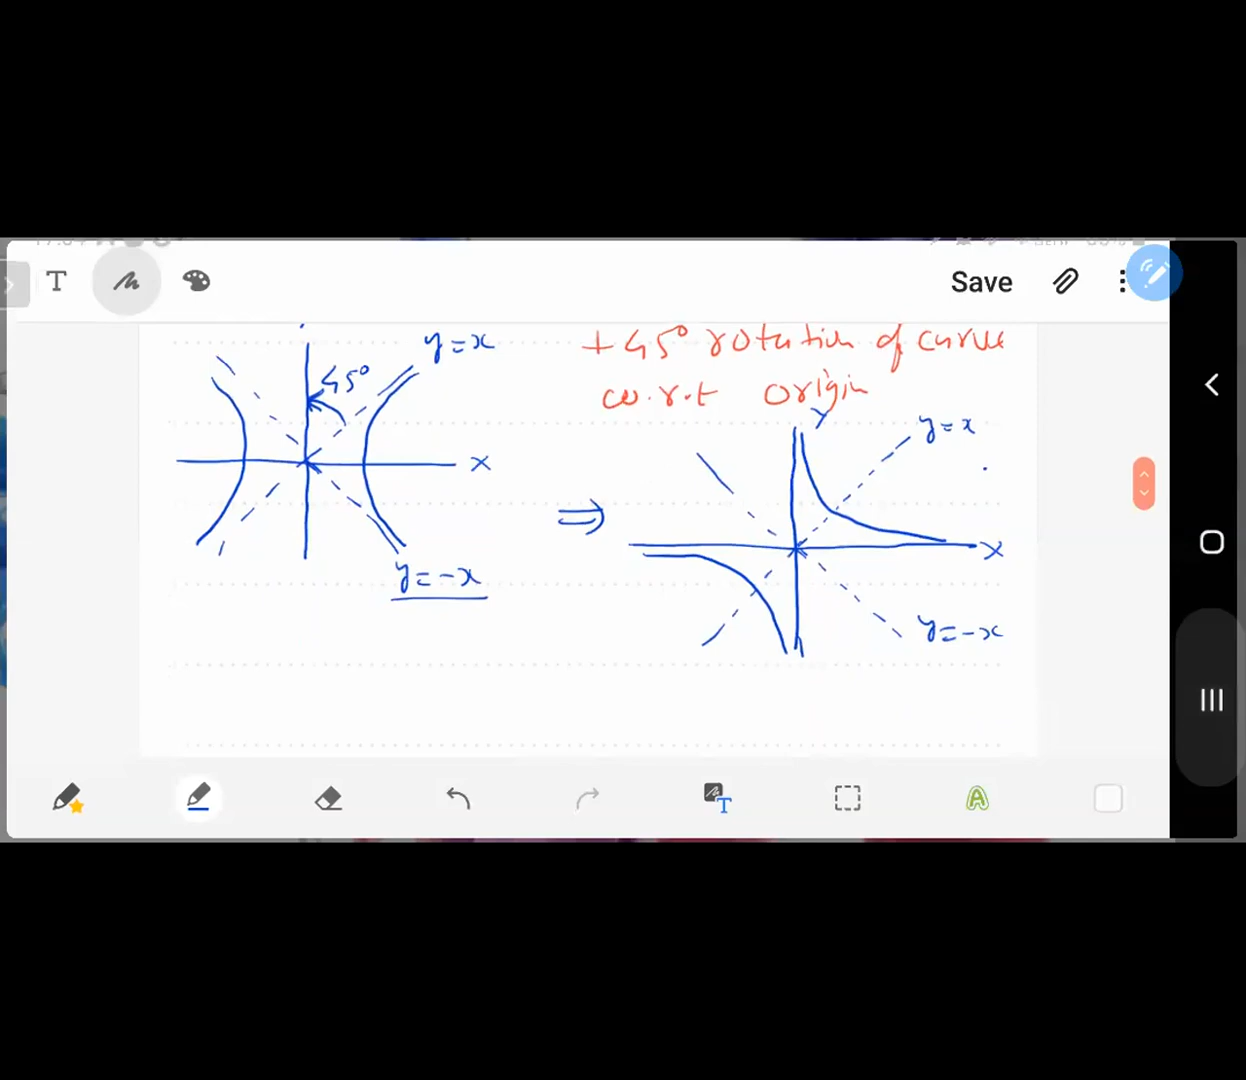 T
Save
y=x
+45° rotation of curve
45°
w.r.t origin
Y
y=x
x
⇒
x
y=-x
y=-x